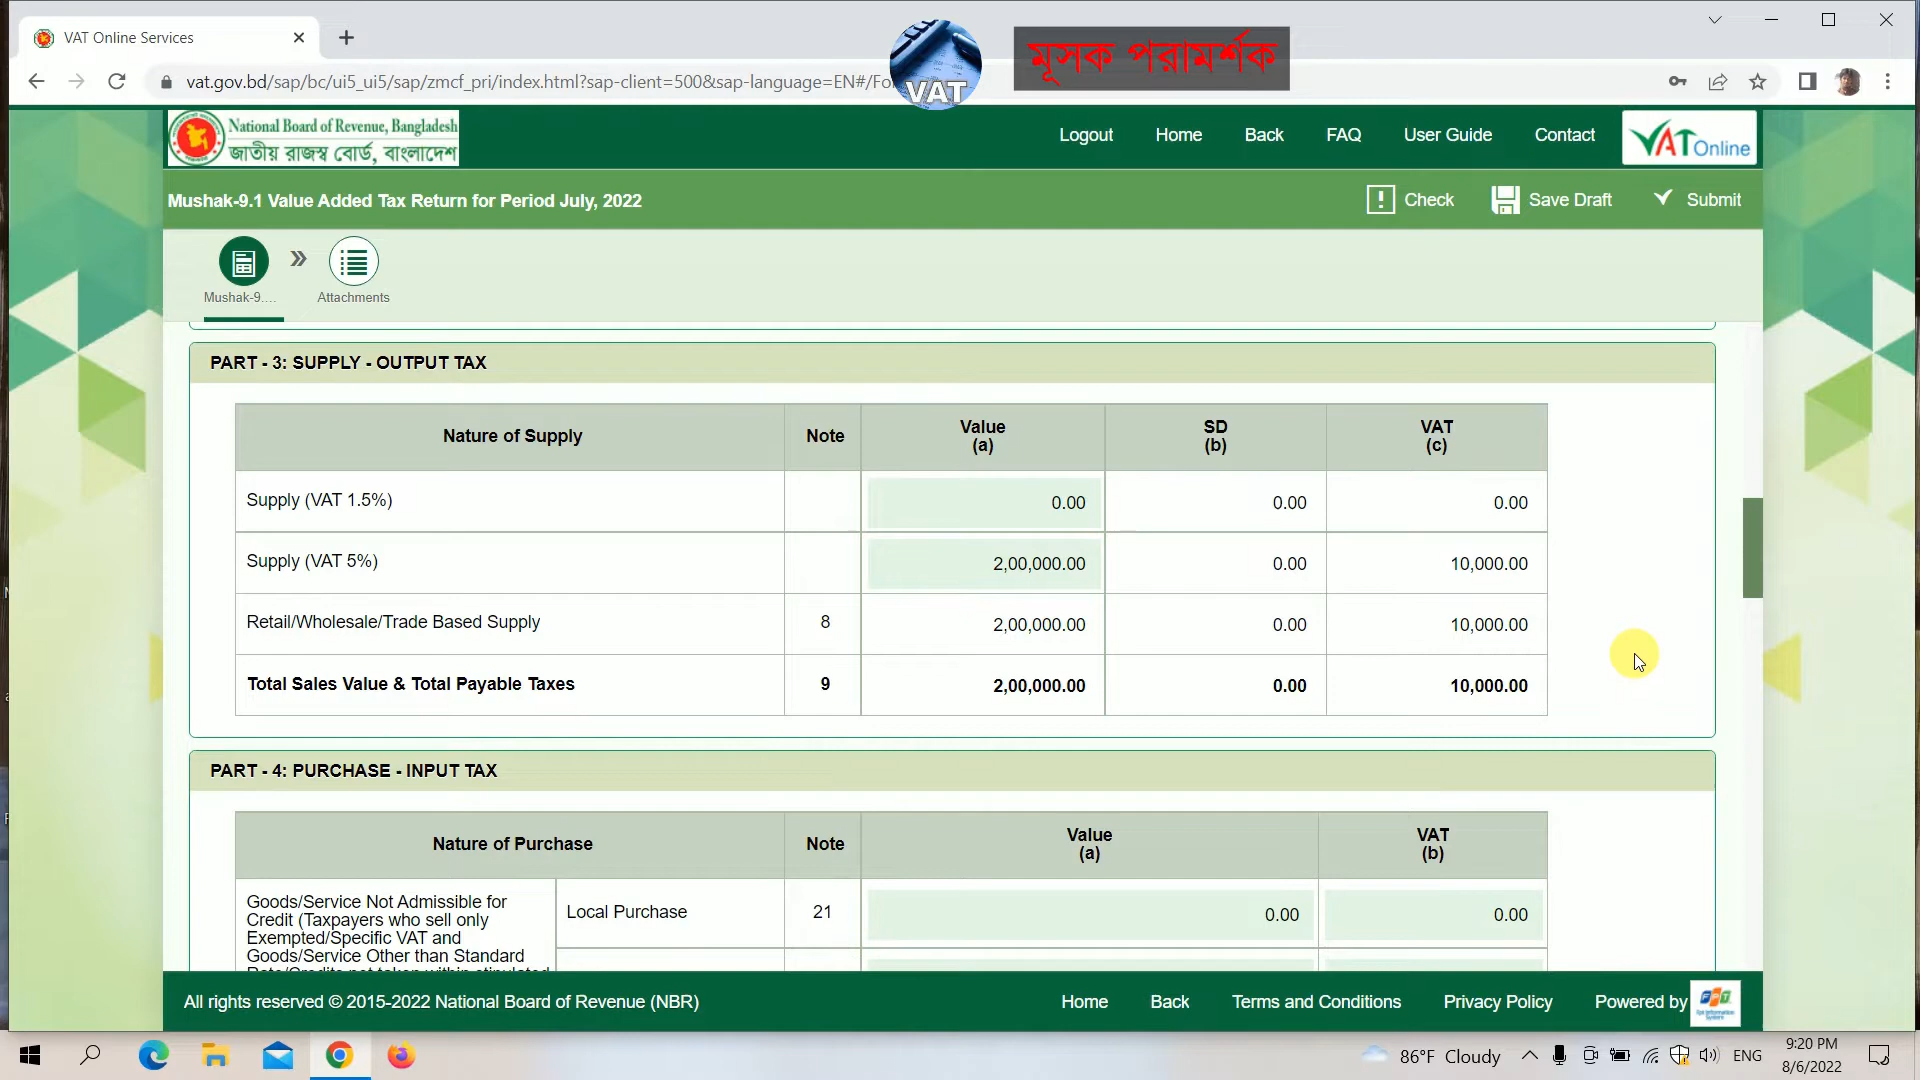 VAT Online Services
VAT
মূসক পরামর্শক
vat.gov.bd/sap/bc/ui5_ui5/sap/zmcf_pri/index.html?sap-client=500&sap-language=EN#/Fo
National Board of Revenue, Bangladesh
জাতীয় রাজস্ব বোর্ড, বাংলাদেশ
Logout Home Back FAQ User Guide Contact
VAT Online
Mushak-9.1 Value Added Tax Return for Period July, 2022
Check Save Draft Submit
Mushak-9.... Attachments
PART - 3: SUPPLY - OUTPUT TAX
Nature of Supply Note Value (a) SD (b) VAT (c)
Supply (VAT 1.5%) 0.00 0.00 0.00
Supply (VAT 5%) 2,00,000.00 0.00 10,000.00
Retail/Wholesale/Trade Based Supply 8 2,00,000.00 0.00 10,000.00
Total Sales Value & Total Payable Taxes 9 2,00,000.00 0.00 10,000.00
PART - 4: PURCHASE - INPUT TAX
Nature of Purchase Note Value (a) VAT (b)
Goods/Service Not Admissible for
Credit (Taxpayers who sell only
Exempted/Specific VAT and
Goods/Service Other than Standard
Local Purchase 21 0.00 0.00
All rights reserved © 2015-2022 National Board of Revenue (NBR)
Home Back Terms and Conditions Privacy Policy Powered by
FPT
86°F Cloudy
ENG
9:20 PM
8/6/2022